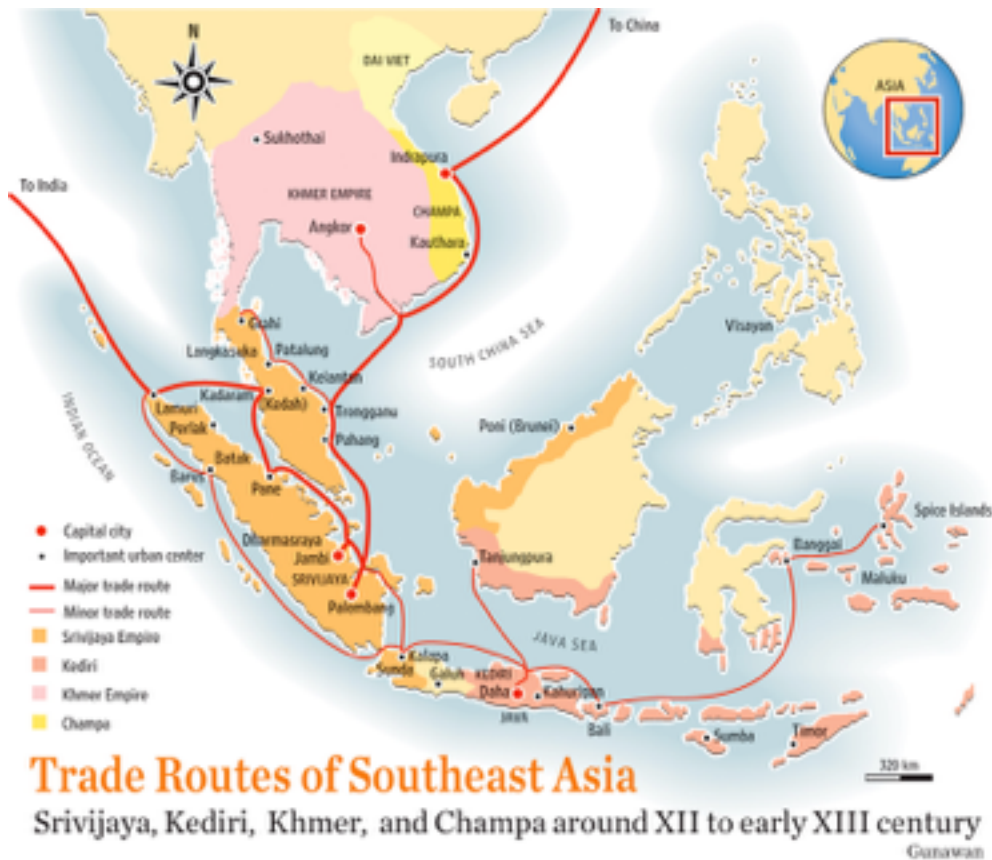 N
To China
DAI VIET
ASIA
Sukhothai
Indrapura
To India
KHMER EMPIRE
CHAMPA
Angkor
Kauthara
Grahi
Langkasuka
Patalung
SOUTH CHINA SEA
Visayan
Kelantan
Kadaram
(Kedah)
Lamuri
Trengganu
Perlak
Poni (Brunei)
Pahang
INDIAN OCEAN
Batak
Barus
Pane
Spice Islands
Capital city
Dharmasraya
Important urban center
Banggai
Jambi
Tanjungpura
SRIVIJAYA
Maluku
Major trade route
Palembang
Minor trade route
Srivijaya Empire
JAVA SEA
Kalapa
Kediri
Sunda
Galuh
KEDIRI
Khmer Empire
Daha
Kahuripan
JAVA
Champa
Bali
Sumba
Timor
320 km
Trade Routes of Southeast Asia
Srivijaya, Kediri, Khmer, and Champa around XII to early XIII century
Gunawan